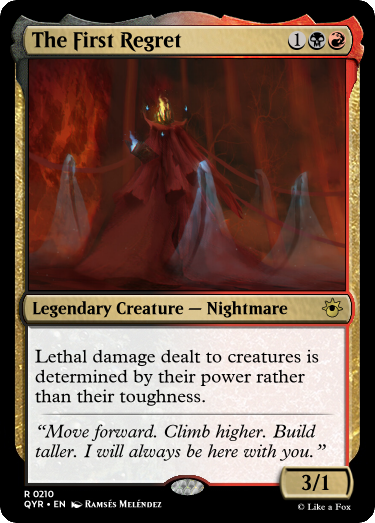 The First Regret 1
Legendary Creature — Nightmare
Lethal damage dealt to creatures is
determined by their power rather
than their toughness.
“Move forward. Climb higher. Build
taller. I will always be here with you.”
3/1
R 0210
QYR • EN Ramsés Meléndez
© Like a Fox